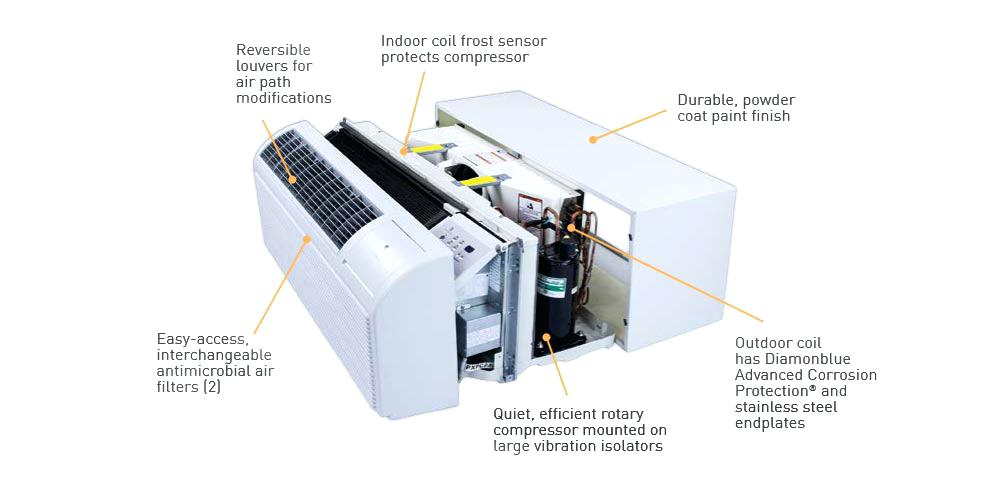 Reversible
louvers for
air path
modifications
Indoor coil frost sensor
protects compressor
Durable, powder
coat paint finish
Easy-access,
interchangeable
antimicrobial air
filters (2)
Quiet, efficient rotary
compressor mounted on
large vibration isolators
Outdoor coil
has Diamonblue
Advanced Corrosion
Protection® and
stainless steel
endplates